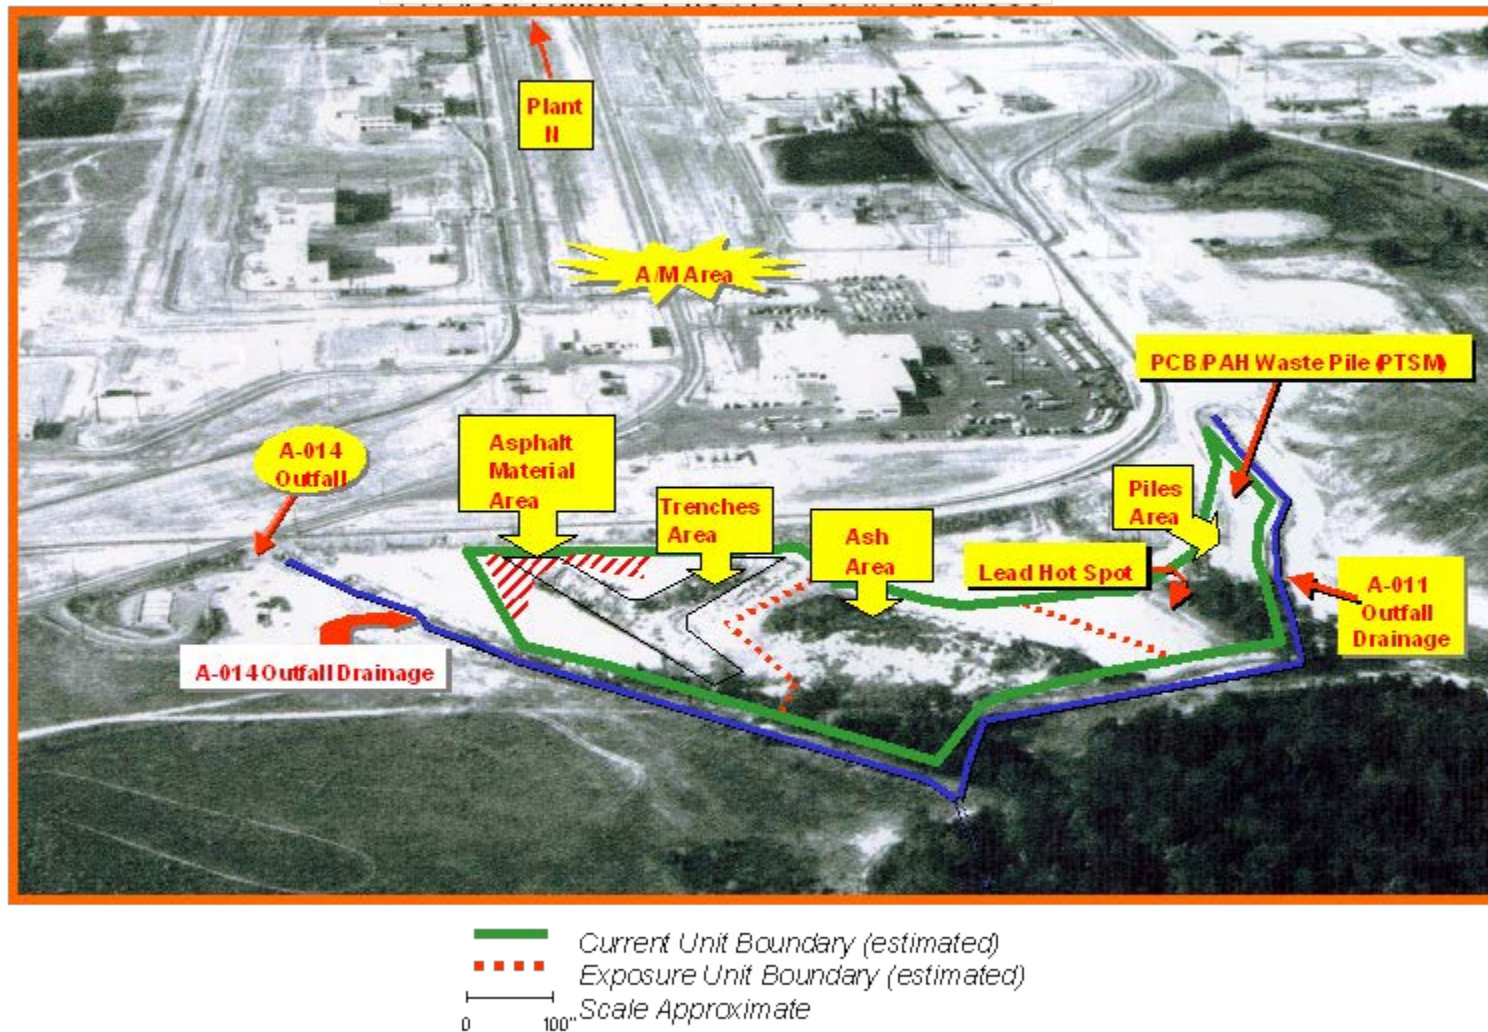 Plant
N
A/M Area
PCB/PAH Waste Pile (PTSM)
A-014
Outfall
Asphalt
Material
Area
Trenches
Area
Ash
Area
Piles
Area
Lead Hot Spot
A-011
Outfall
Drainage
A-014 Outfall Drainage
Current Unit Boundary (estimated)
Exposure Unit Boundary (estimated)
Scale Approximate
0 100"